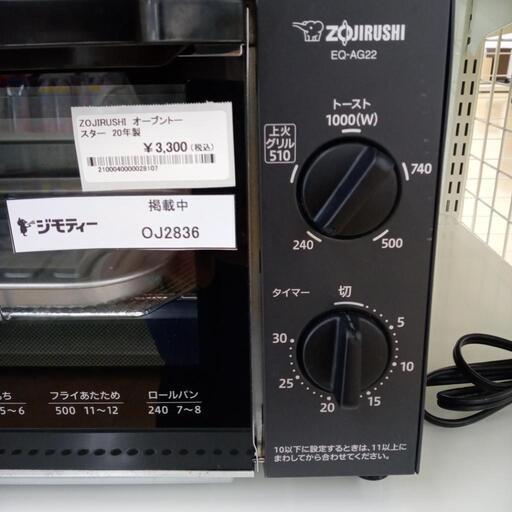 ZOJIRUSHI
EQ-AG22
ZOJIRUSHI オーブントー
スター 20年製
¥3,300(税込)
2100040000028107
ジモティー
掲載中
OJ2836
トースト
1000(W)
上火
グリル
510
740
240
500
タイマー
切
5
10
15
20
25
30
10以下に設定するときは、11以上に
まわしてから合わせてください。
5~6
フライあたため
500 11~12
ロールパン
240 7~8